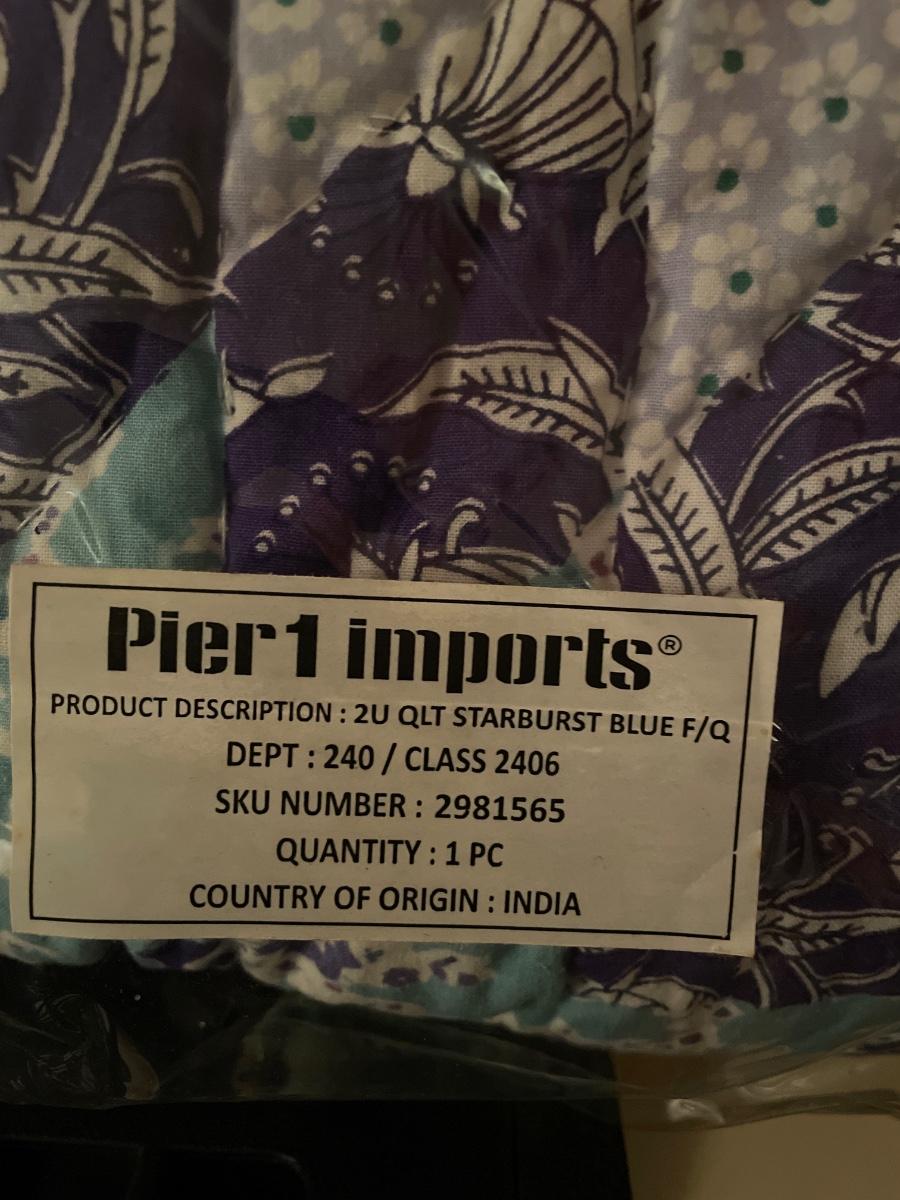 Pier1 imports®
PRODUCT DESCRIPTION : 2U QLT STARBURST BLUE F/Q
DEPT : 240 / CLASS 2406
SKU NUMBER : 2981565
QUANTITY : 1 PC
COUNTRY OF ORIGIN : INDIA